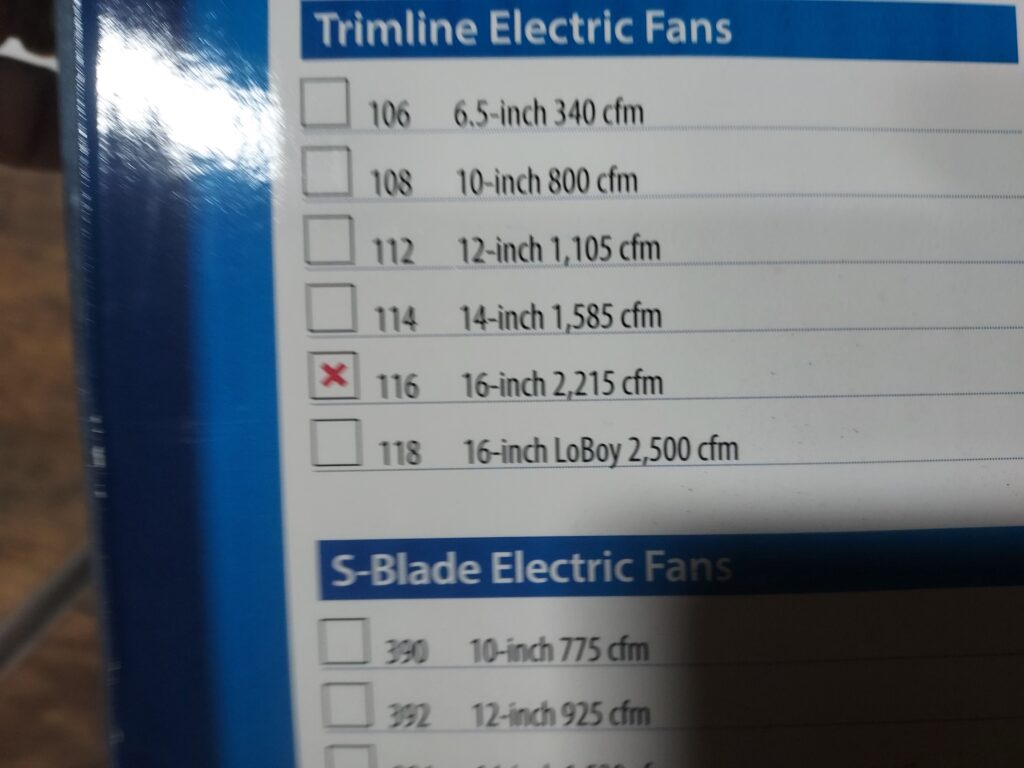 Trimline Electric Fans
106 6.5-inch 340 cfm
108 10-inch 800 cfm
112 12-inch 1,105 cfm
114 14-inch 1,585 cfm
116 16-inch 2,215 cfm
118 16-inch LoBoy 2,500 cfm
S-Blade Electric Fans
390 10-inch 775 cfm
392 12-inch 925 cfm